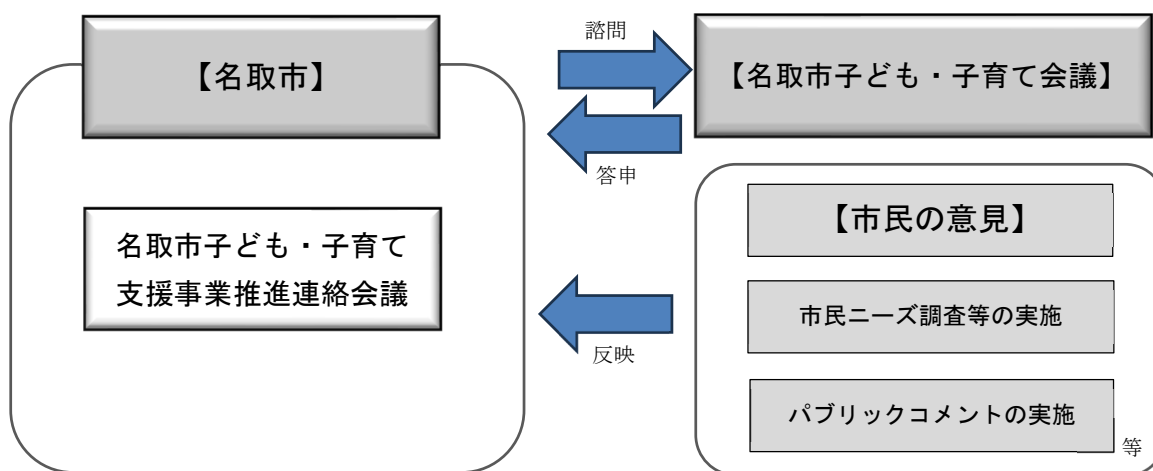 諮問
【名取市】
【名取市子ども・子育て会議】
答申
名取市子ども・子育て
支援事業推進連絡会議
反映
【市民の意見】
市民ニーズ調査等の実施
パブリックコメントの実施
等